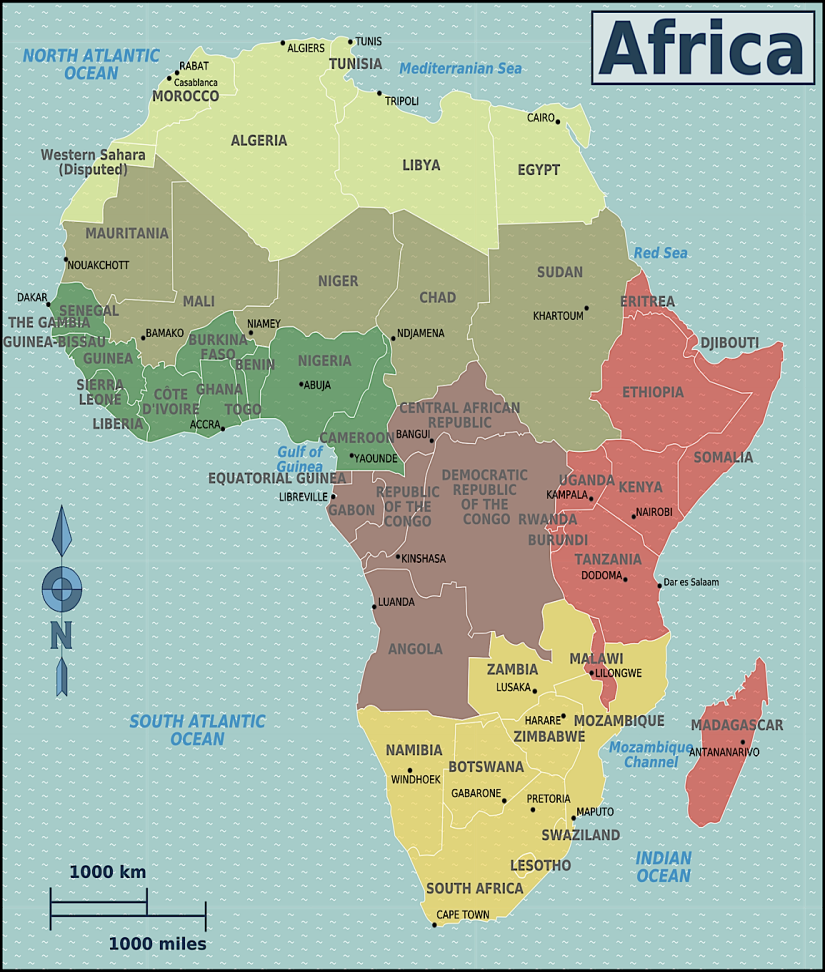 Africa
NORTH ATLANTIC
OCEAN
ALGIERS
TUNIS
TUNISIA
Mediterranean Sea
RABAT
Casablanca
MOROCCO
TRIPOLI
CAIRO
ALGERIA
LIBYA
EGYPT
Western Sahara
(Disputed)
MAURITANIA
NOUAKCHOTT
Red Sea
SUDAN
NIGER
CHAD
MALI
KHARTOUM
ERITREA
DAKAR
SENEGAL
THE GAMBIA
GUINEA-BISSAU
BAMAKO
NIAMEY
NDJAMENA
BURKINA
FASO
DJIBOUTI
GUINEA
BENIN
NIGERIA
ABUJA
ETHIOPIA
SIERRA
LEONE
CÔTE
D'IVOIRE
GHANA
TOGO
LIBERIA
ACCRA
CENTRAL AFRICAN
REPUBLIC
BANGUI
CAMEROON
YAOUNDE
Gulf of
Guinea
SOMALIA
EQUATORIAL GUINEA
LIBREVILLE
GABON
REPUBLIC
OF THE
CONGO
DEMOCRATIC
REPUBLIC
OF THE
CONGO
UGANDA
KAMPALA
KENYA
NAIROBI
RWANDA
BURUNDI
KINSHASA
TANZANIA
DODOMA
Dar es Salaam
LUANDA
N
ANGOLA
MALAWI
LILONGWE
ZAMBIA
LUSAKA
SOUTH ATLANTIC
OCEAN
HARARE
MOZAMBIQUE
ZIMBABWE
MADAGASCAR
ANTANANARIVO
Mozambique
Channel
NAMIBIA
WINDHOEK
BOTSWANA
GABARONE
PRETORIA
MAPUTO
SWAZILAND
LESOTHO
INDIAN
OCEAN
SOUTH AFRICA
CAPE TOWN
1000 km
1000 miles